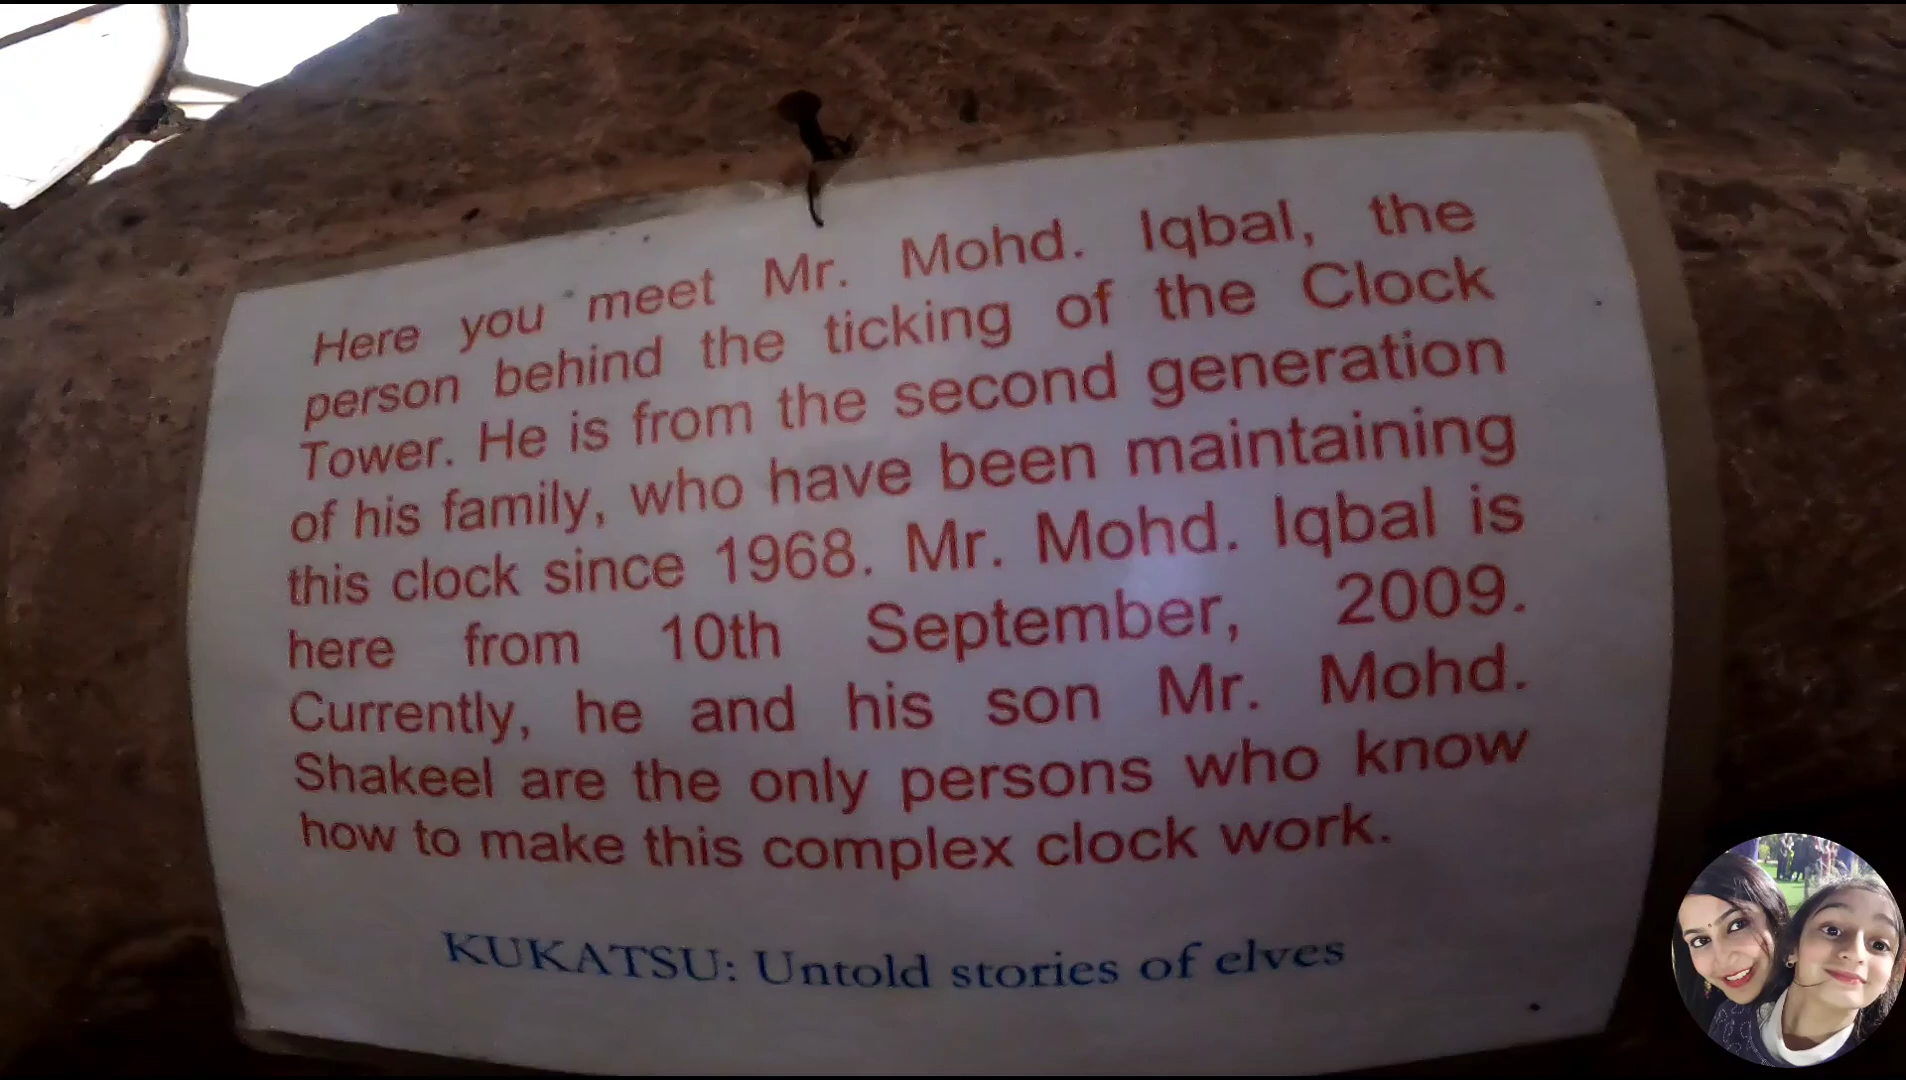 Here you meet Mr. Mohd. Iqbal, the
person behind the ticking of the Clock
Tower. He is from the second generation
of his family, who have been maintaining
this clock since 1968. Mr. Mohd. Iqbal is
here from 10th September, 2009.
Currently, he and his son Mr. Mohd.
Shakeel are the only persons who know
how to make this complex clock work.
KUKATSU: Untold stories of elves